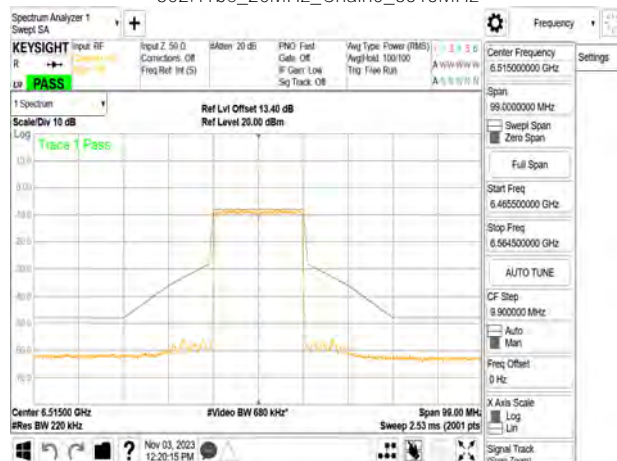 Spectrum Analyzer 1
Swept SA
Frequency
KEYSIGHT
Input: RF
Input Z: 50 Ω
#Atten: 20 dB
PNO: Fast
Avg Type: Power (RMS)
R
Corrections: Off
Gate: Off
Avg|Hold: 100/100
Freq Ref: Int (S)
IF Gain: Low
Trig: Free Run
Sig Track: Off
PASS
1 Spectrum
Scale/Div 10 dB
Ref Lvl Offset 13.40 dB
Ref Level 20.00 dBm
Log
Trace 1 Pass
10.0
0.00
Center 6.51500 GHz
#Video BW 680 kHz*
Span 99.00 MHz
#Res BW 220 kHz
Sweep 2.53 ms (2001 pts
Nov 03, 2023
12:20:15 PM
Center Frequency
6.515000000 GHz
Settings
Span
99.0000000 MHz
Swept Span
Zero Span
Full Span
Start Freq
6.465500000 GHz
Stop Freq
6.564500000 GHz
AUTO TUNE
CF Step
9.900000 MHz
Auto
Man
Freq Offset
0 Hz
X Axis Scale
Log
Lin
Signal Track